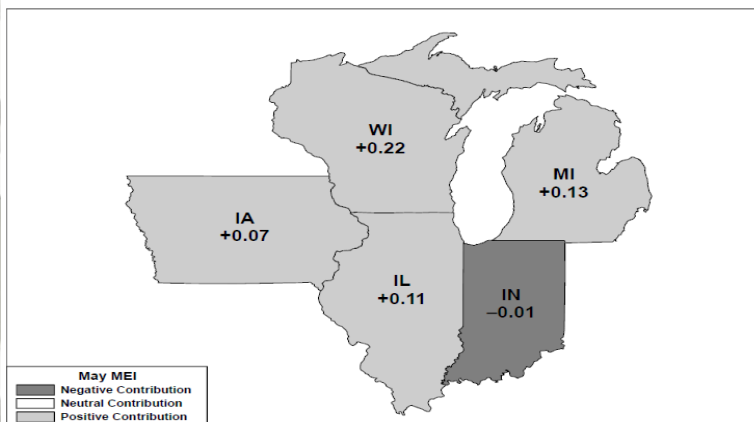 WI
+0.22
MI
+0.13
IA
+0.07
IL
+0.11
IN
−0.01
May MEI
Negative Contribution
Neutral Contribution
Positive Contribution